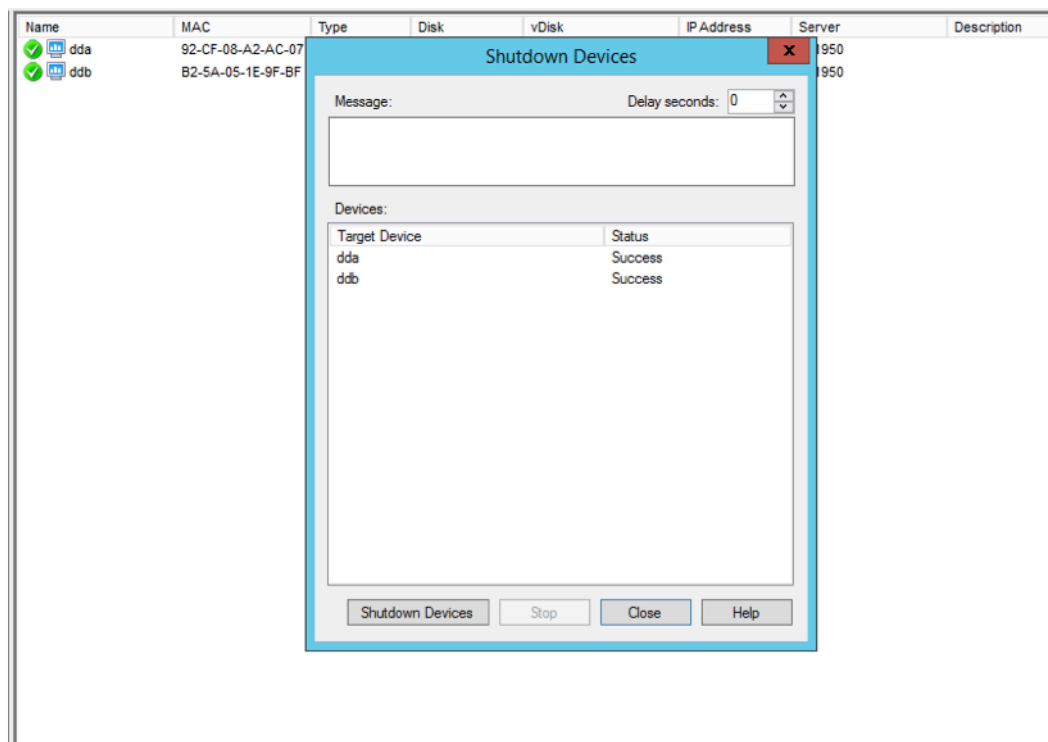 Name MAC Type Disk vDisk IP Address Server Description
dda 92-CF-08-A2-AC-07 1950
ddb B2-5A-05-1E-9F-BF 1950
Shutdown Devices
Message: Delay seconds: 0
Devices:
Target Device Status
dda Success
ddb Success
Shutdown Devices Stop Close Help